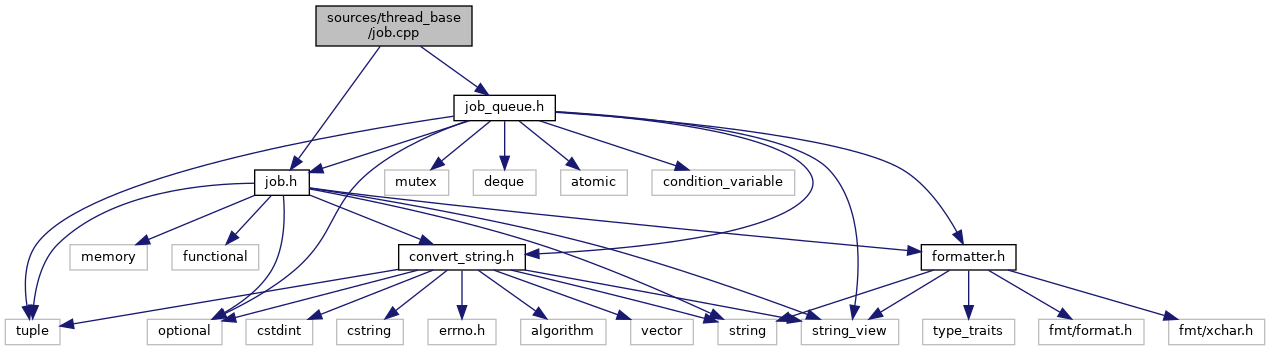 sources/thread_base
/job.cpp
job_queue.h
job.h
mutex
deque
atomic
condition_variable
memory
functional
convert_string.h
formatter.h
tuple
optional
cstdint
cstring
errno.h
algorithm
vector
string
string_view
type_traits
fmt/format.h
fmt/xchar.h